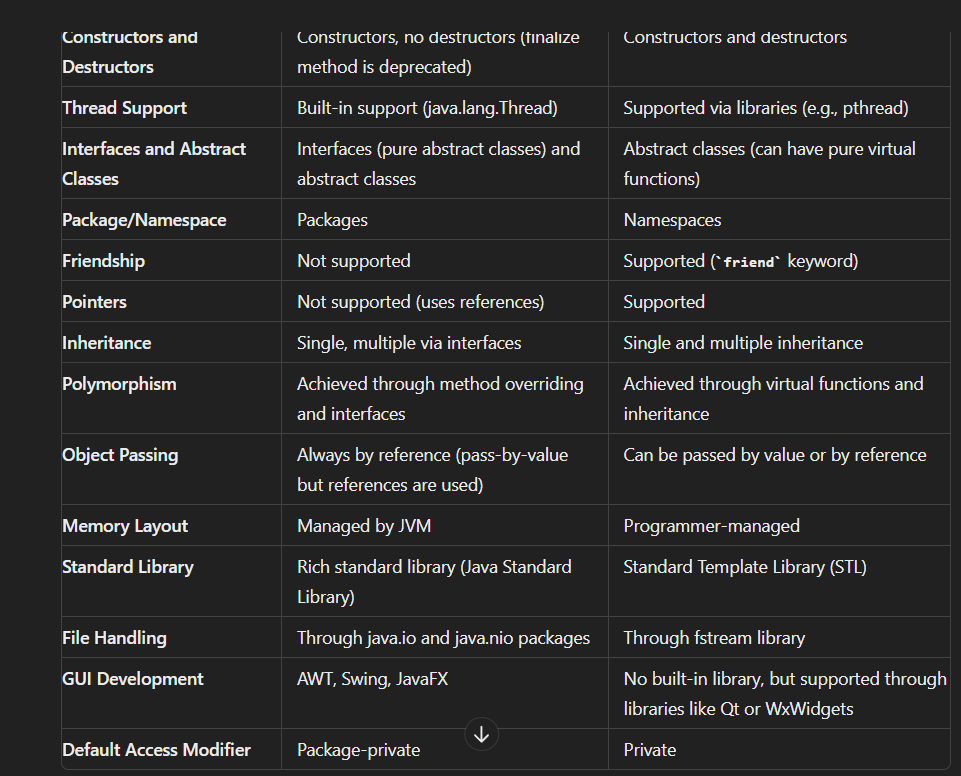 Constructors and
Destructors
Constructors, no destructors (finalize
method is deprecated)
Constructors and destructors
Thread Support
Built-in support (java.lang.Thread)
Supported via libraries (e.g., pthread)
Interfaces and Abstract
Classes
Interfaces (pure abstract classes) and
abstract classes
Abstract classes (can have pure virtual
functions)
Package/Namespace
Packages
Namespaces
Friendship
Not supported
Supported (`friend` keyword)
Pointers
Not supported (uses references)
Supported
Inheritance
Single, multiple via interfaces
Single and multiple inheritance
Polymorphism
Achieved through method overriding
and interfaces
Achieved through virtual functions and
inheritance
Object Passing
Always by reference (pass-by-value
but references are used)
Can be passed by value or by reference
Memory Layout
Managed by JVM
Programmer-managed
Standard Library
Rich standard library (Java Standard
Library)
Standard Template Library (STL)
File Handling
Through java.io and java.nio packages
Through fstream library
GUI Development
AWT, Swing, JavaFX
No built-in library, but supported through
libraries like Qt or WxWidgets
Default Access Modifier
Package-private
Private